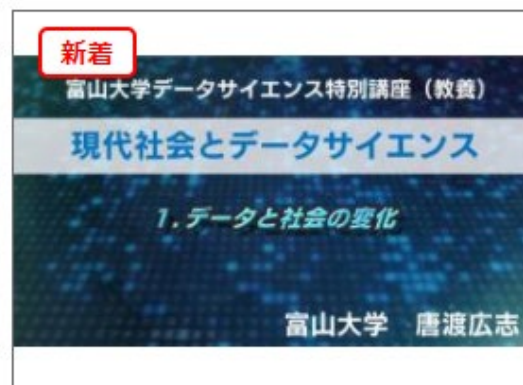 新着
富山大学データサイエンス特別講座（教養）
現代社会とデータサイエンス
1.データと社会の変化
富山大学　唐渡広志